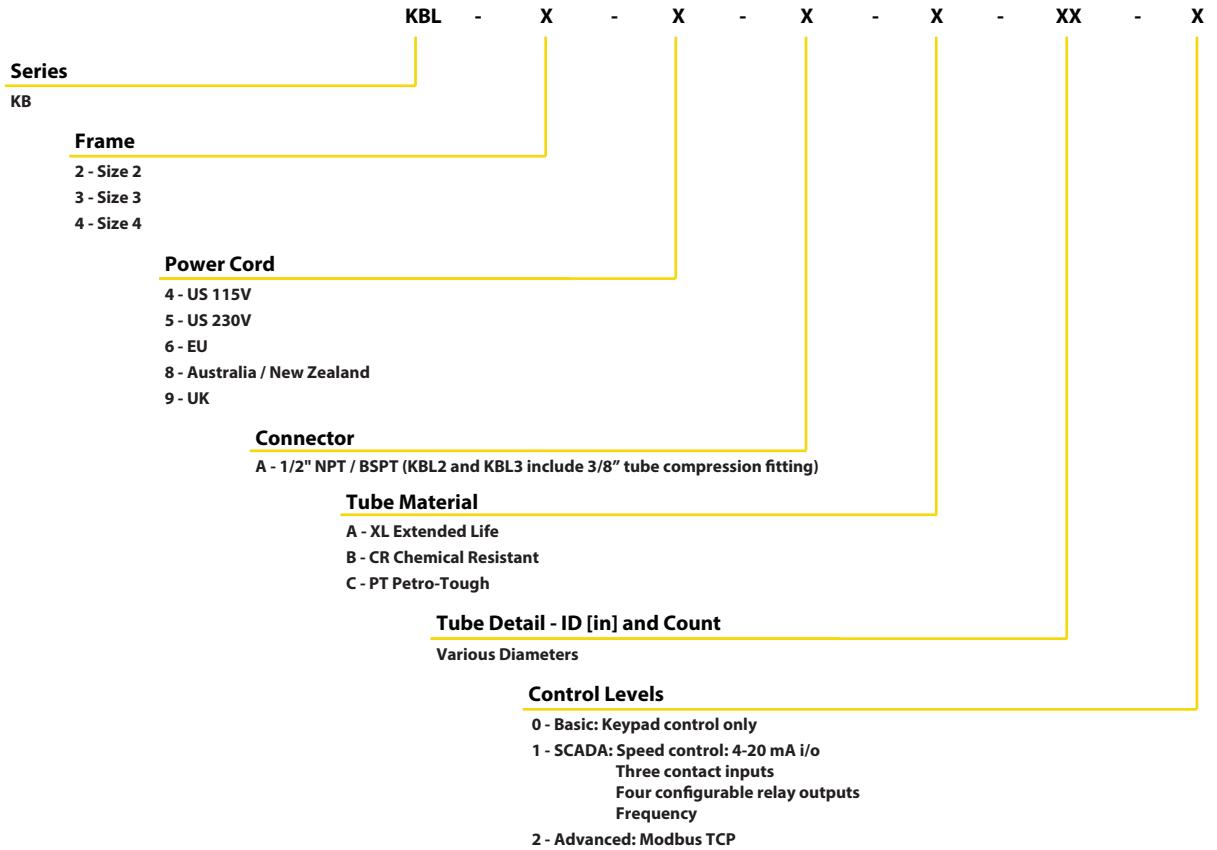 KBL - X - X - X - X - XX - X
Series
KB
Frame
2 - Size 2
3 - Size 3
4 - Size 4
Power Cord
4 - US 115V
5 - US 230V
6 - EU
8 - Australia / New Zealand
9 - UK
Connector
A - 1/2" NPT / BSPT (KBL2 and KBL3 include 3/8” tube compression fitting)
Tube Material
A - XL Extended Life
B - CR Chemical Resistant
C - PT Petro-Tough
Tube Detail - ID [in] and Count
Various Diameters
Control Levels
0 - Basic: Keypad control only
1 - SCADA: Speed control: 4-20 mA i/o
Three contact inputs
Four configurable relay outputs
Frequency
2 - Advanced: Modbus TCP